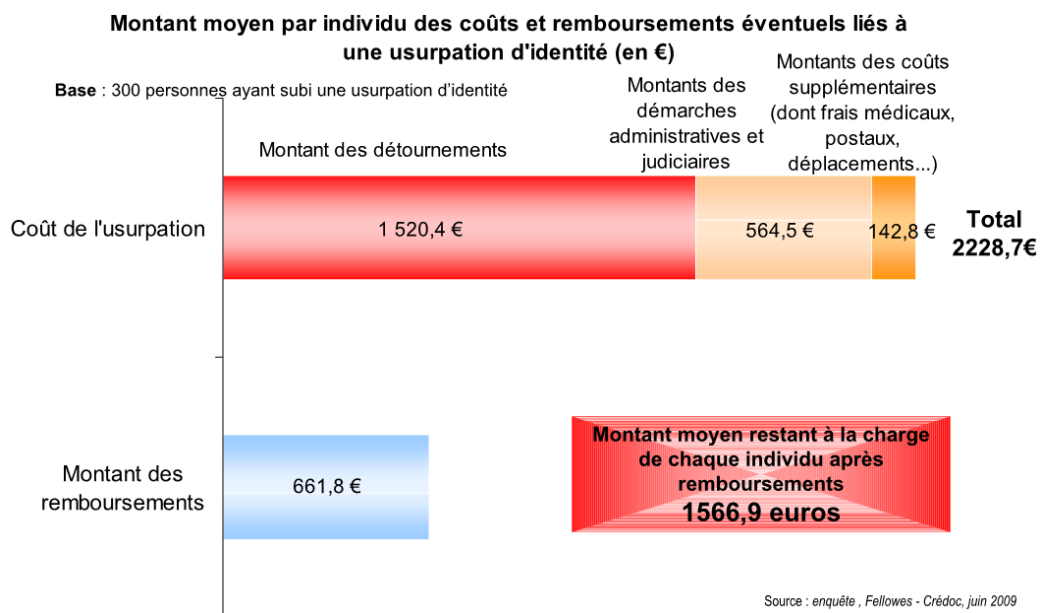 Montant moyen par individu des coûts et remboursements éventuels liés à
une usurpation d'identité (en €)
Base : 300 personnes ayant subi une usurpation d'identité
Montant des détournements
Montants des
démarches
administratives et
judiciaires
Montants des coûts
supplémentaires
(dont frais médicaux,
postaux,
déplacements...)
Coût de l'usurpation
1 520,4 €
564,5 €
142,8 €
Total
2228,7€
Montant des
remboursements
661,8 €
Montant moyen restant à la charge
de chaque individu après
remboursements
1566,9 euros
Source : enquête , Fellowes - Crédoc, juin 2009